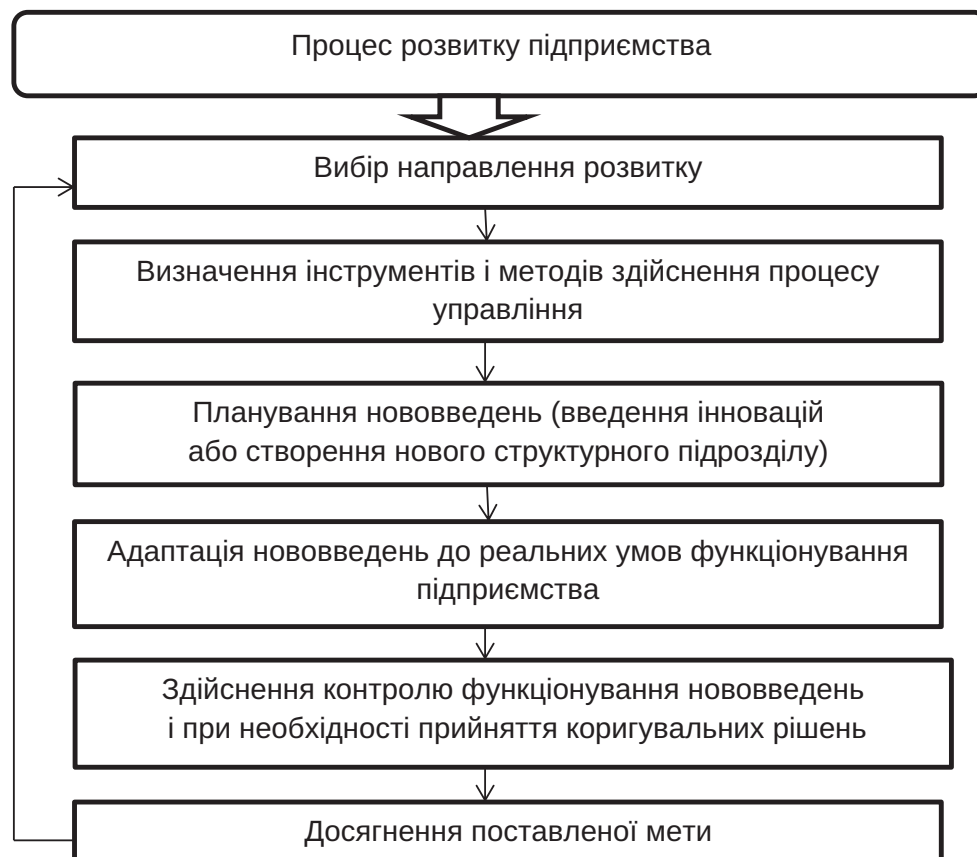 Процес розвитку підприємства
Вибір направлення розвитку
Визначення інструментів і методів здійснення процесу
управління
Планування нововведень (введення інновацій
або створення нового структурного підрозділу)
Адаптація нововведень до реальних умов функціонування
підприємства
Здійснення контролю функціонування нововведень
і при необхідності прийняття коригувальних рішень
Досягнення поставленої мети